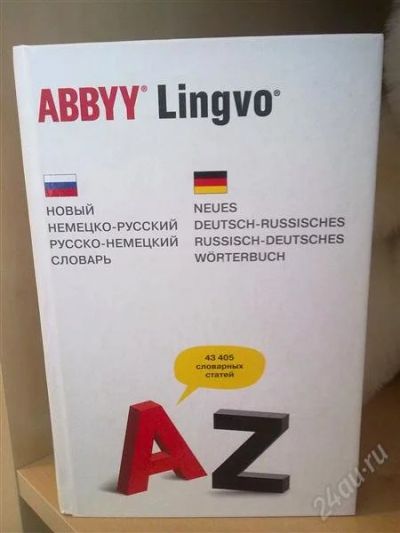 ABBYY® Lingvo®
НОВЫЙ
НЕМЕЦКО-РУССКИЙ
РУССКО-НЕМЕЦКИЙ
СЛОВАРЬ
NEUES
DEUTSCH-RUSSISCHES
RUSSISCH-DEUTSCHES
WÖRTERBUCH
43 405
словарных
статей
AZ
24au.ru